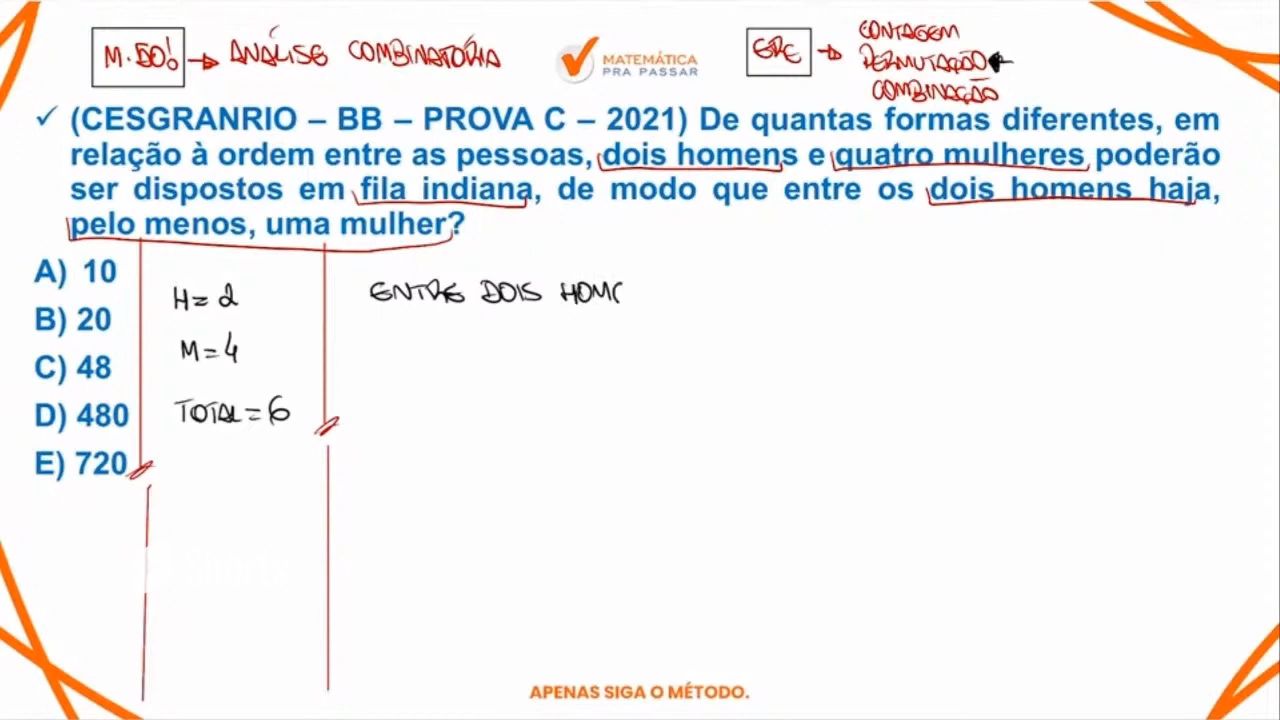 M.DO! → ANÁLISE COMBINATÓRIA
MATEMÁTICA
PRA PASSAR
CONTAGEM
PERMUTAÇÃO
COMBINAÇÃO
✓ (CESGRANRIO – BB – PROVA C – 2021) De quantas formas diferentes, em
relação à ordem entre as pessoas, dois homens e quatro mulheres poderão
ser dispostos em fila indiana, de modo que entre os dois homens haja,
pelo menos, uma mulher?
A) 10
B) 20
C) 48
D) 480
E) 720
H = 2
M = 4
TOTAL = 6
ENTRE DOIS HOM
APENAS SIGA O MÉTODO.